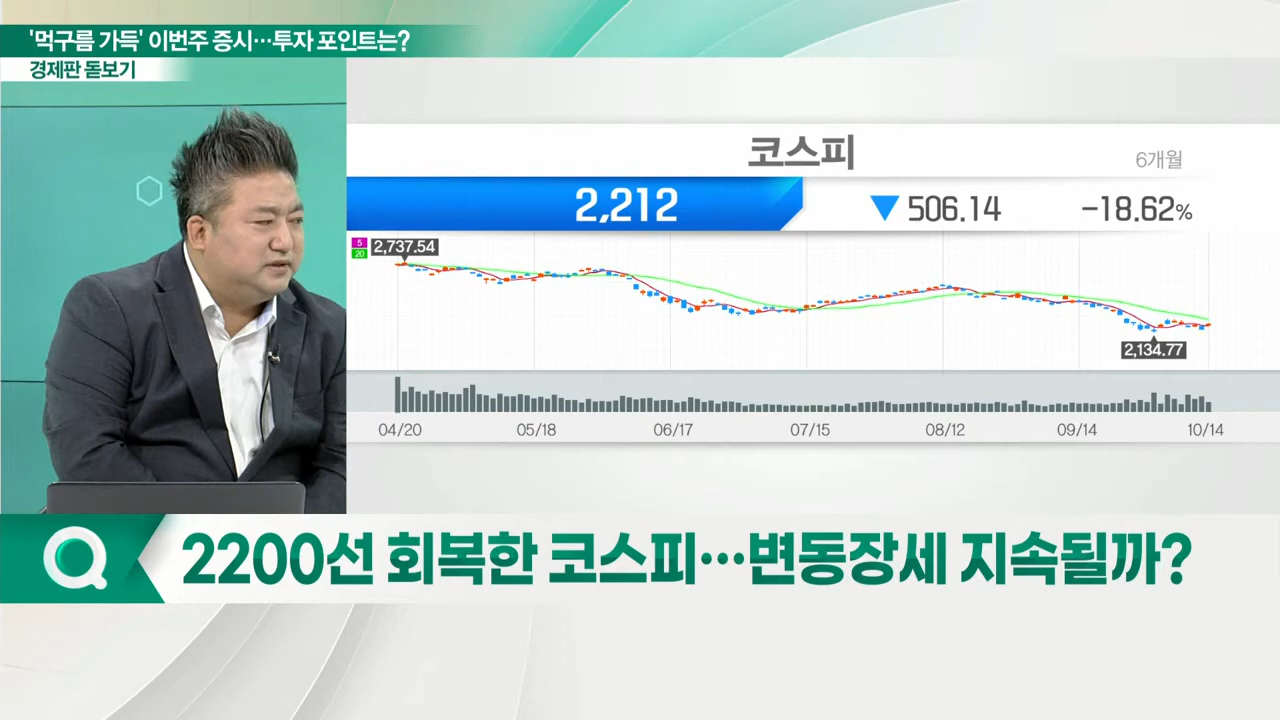 '먹구름 가득' 이번주 증시…투자 포인트는?
경제판 돋보기
코스피
6개월
2,212 ▼ 506.14 -18.62%
5
20
2,737.54
2,134.77
04/20 05/18 06/17 07/15 08/12 09/14 10/14
Q 2200선 회복한 코스피…변동장세 지속될까?